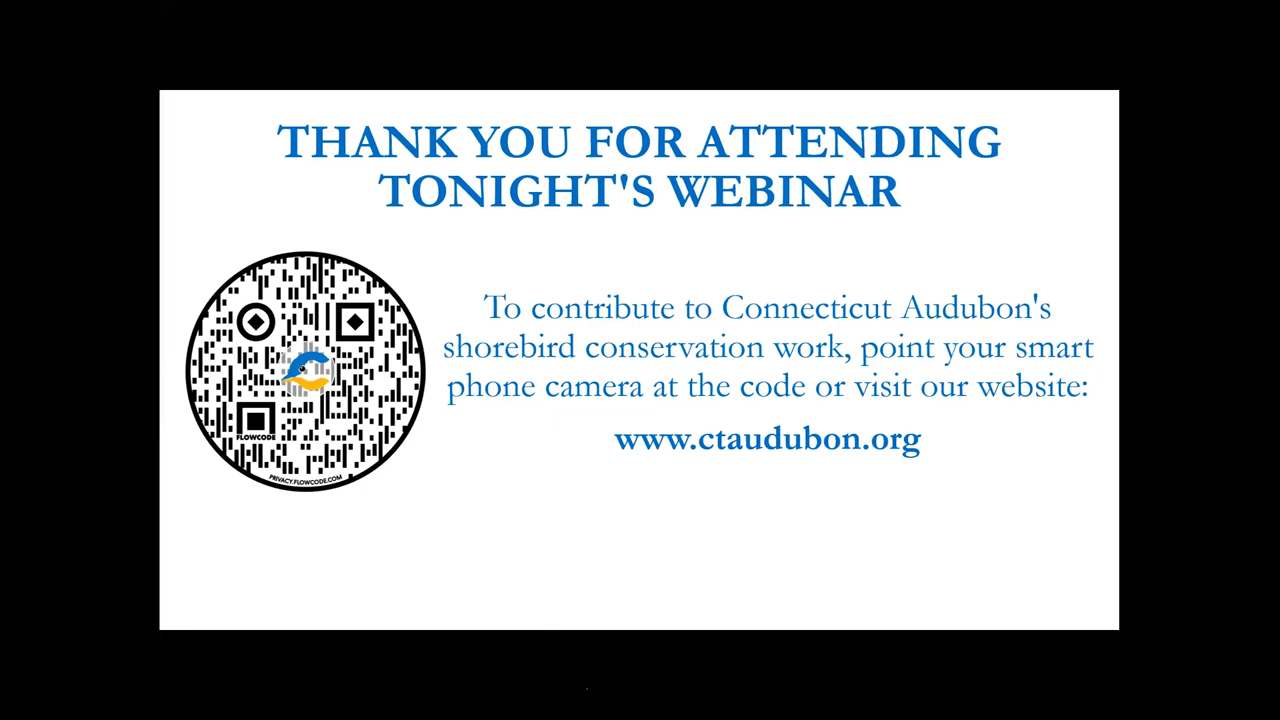 THANK YOU FOR ATTENDING
TONIGHT'S WEBINAR
To contribute to Connecticut Audubon's
shorebird conservation work, point your smart
phone camera at the code or visit our website:
www.ctaudubon.org
FLOWCODE
PRIVACY.FLOWCODE.COM